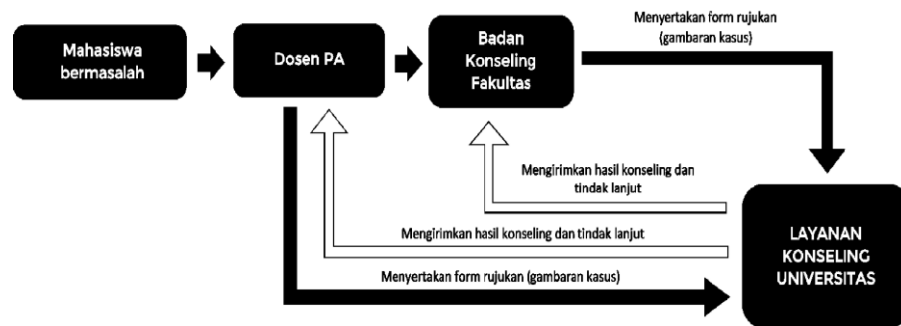 Mahasiswa
bermasalah
Dosen PA
Badan
Konseling
Fakultas
Menyertakan form rujukan
(gambaran kasus)
Mengirimkan hasil konseling dan
tindak lanjut
Mengirimkan hasil konseling dan tindak lanjut
Menyertakan form rujukan (gambaran kasus)
LAYANAN
KONSELING
UNIVERSITAS